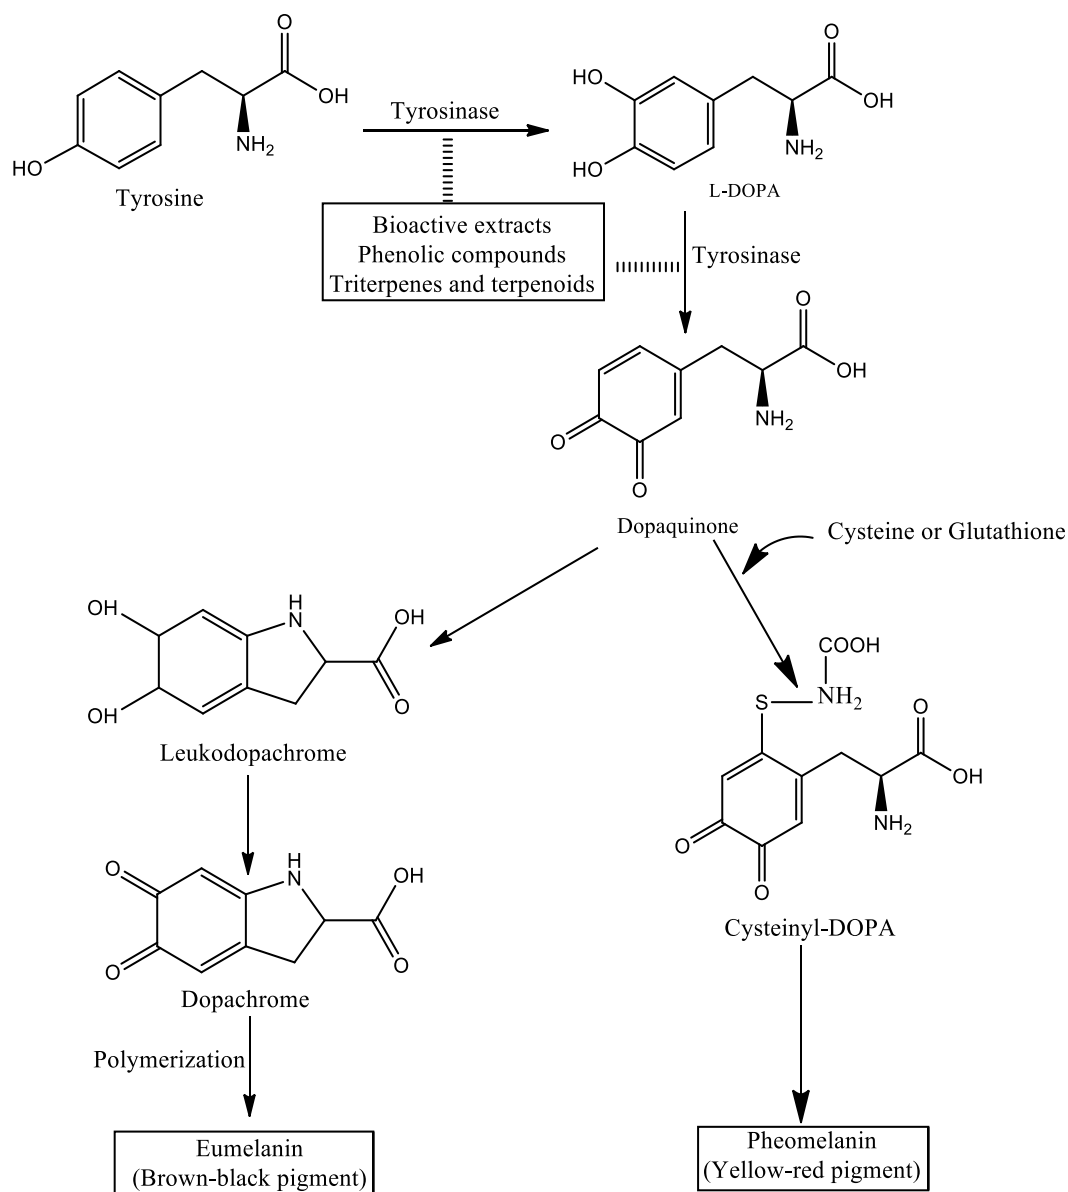 O
OH
NH2
HO
Tyrosine
Tyrosinase
O
HO
HO
OH
NH2
L-DOPA
Bioactive extracts
Phenolic compounds
Triterpenes and terpenoids
Tyrosinase
O
OH
NH2
O
O
Dopaquinone
Cysteine or Glutathione
OH
OH
H
N
OH
O
Leukodopachrome
COOH
S
NH2
O
OH
NH2
O
O
Cysteinyl-DOPA
O
O
H
N
OH
O
Dopachrome
Polymerization
Eumelanin
(Brown-black pigment)
Pheomelanin
(Yellow-red pigment)